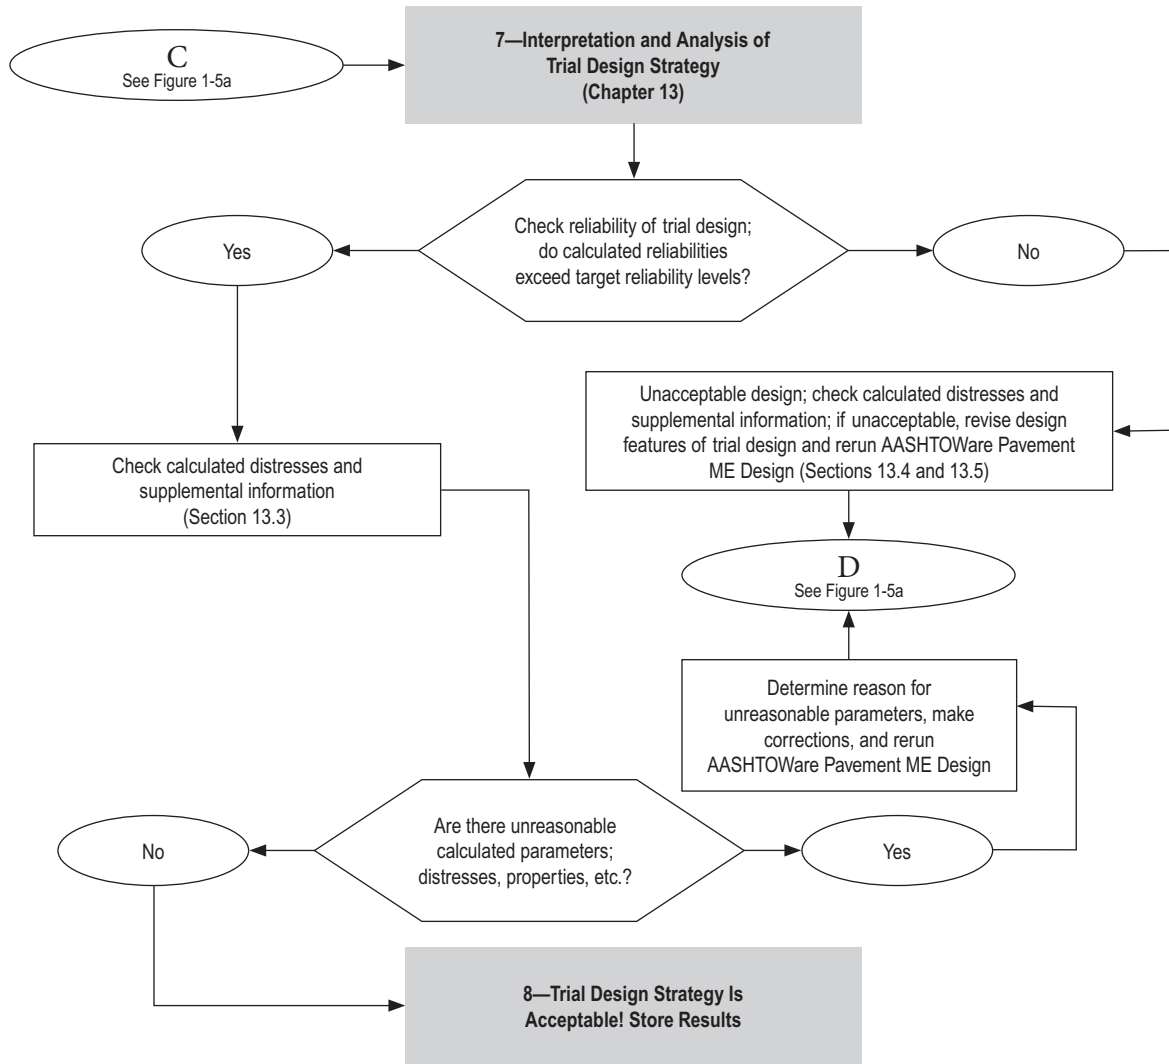 C
See Figure 1-5a
7—Interpretation and Analysis of
Trial Design Strategy
(Chapter 13)
Check reliability of trial design;
do calculated reliabilities
exceed target reliability levels?
Yes
No
Unacceptable design; check calculated distresses and
supplemental information; if unacceptable, revise design
features of trial design and rerun AASHTOWare Pavement
ME Design (Sections 13.4 and 13.5)
Check calculated distresses and
supplemental information
(Section 13.3)
D
See Figure 1-5a
Determine reason for
unreasonable parameters, make
corrections, and rerun
AASHTOWare Pavement ME Design
Are there unreasonable
calculated parameters;
distresses, properties, etc.?
No
Yes
8—Trial Design Strategy Is
Acceptable! Store Results